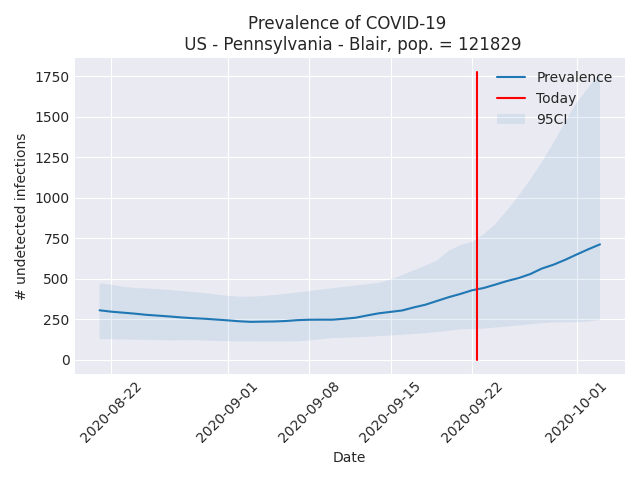 Prevalence of COVID-19
US - Pennsylvania - Blair, pop. = 121829
Prevalence
Today
95CI
# undetected infections
1750
1500
1250
1000
750
500
250
0
2020-08-22
2020-09-01
2020-09-08
2020-09-15
2020-09-22
2020-10-01
Date